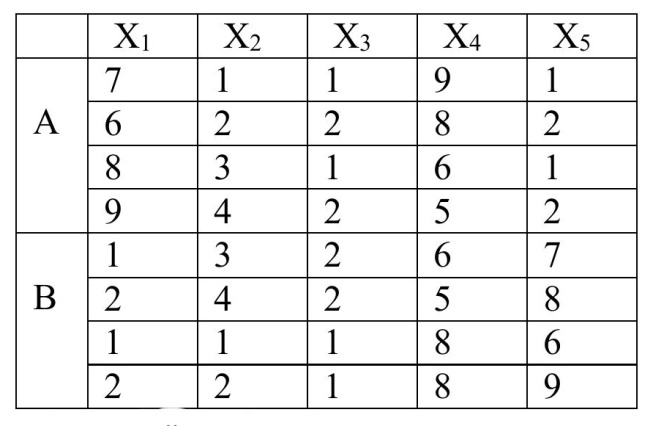 X₁ X₂ X₃ X₄ X₅
A 7 1 1 9 1
6 2 2 8 2
8 3 1 6 1
9 4 2 5 2
B 1 3 2 6 7
2 4 2 5 8
1 1 1 8 6
2 2 1 8 9